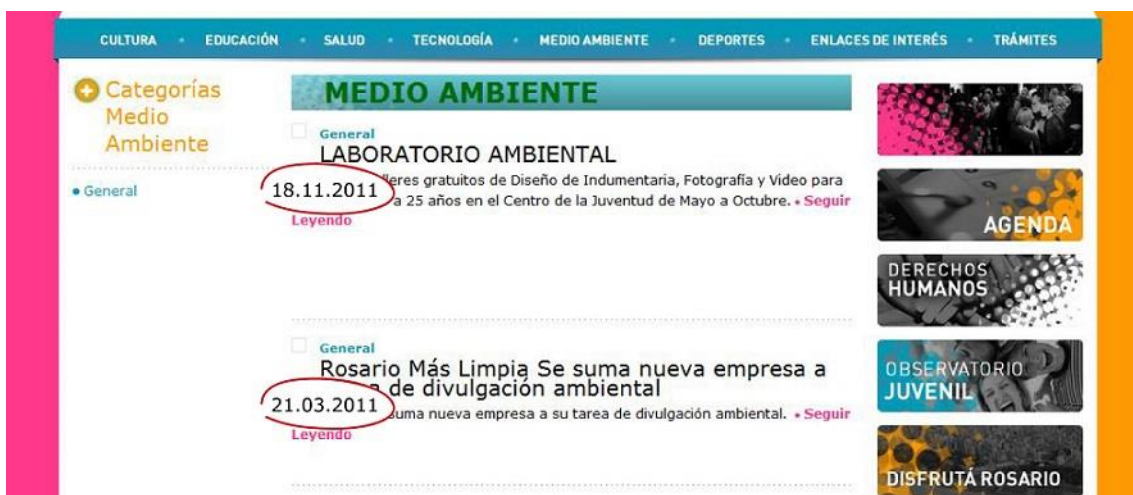 CULTURA • EDUCACIÓN • SALUD • TECNOLOGÍA • MEDIO AMBIENTE • DEPORTES • ENLACES DE INTERÉS • TRÁMITES
Categorías
Medio
Ambiente
• General
MEDIO AMBIENTE
General
LABORATORIO AMBIENTAL
18.11.2011
leres gratuitos de Diseño de Indumentaria, Fotografía y Video para
a 25 años en el Centro de la Juventud de Mayo a Octubre. • Seguir
Leyendo
General
Rosario Más Limpia Se suma nueva empresa a
de divulgación ambiental
21.03.2011
suma nueva empresa a su tarea de divulgación ambiental. • Seguir
Leyendo
AGENDA
DERECHOS
HUMANOS
OBSERVATORIO
JUVENIL
DISFRUTÁ ROSARIO